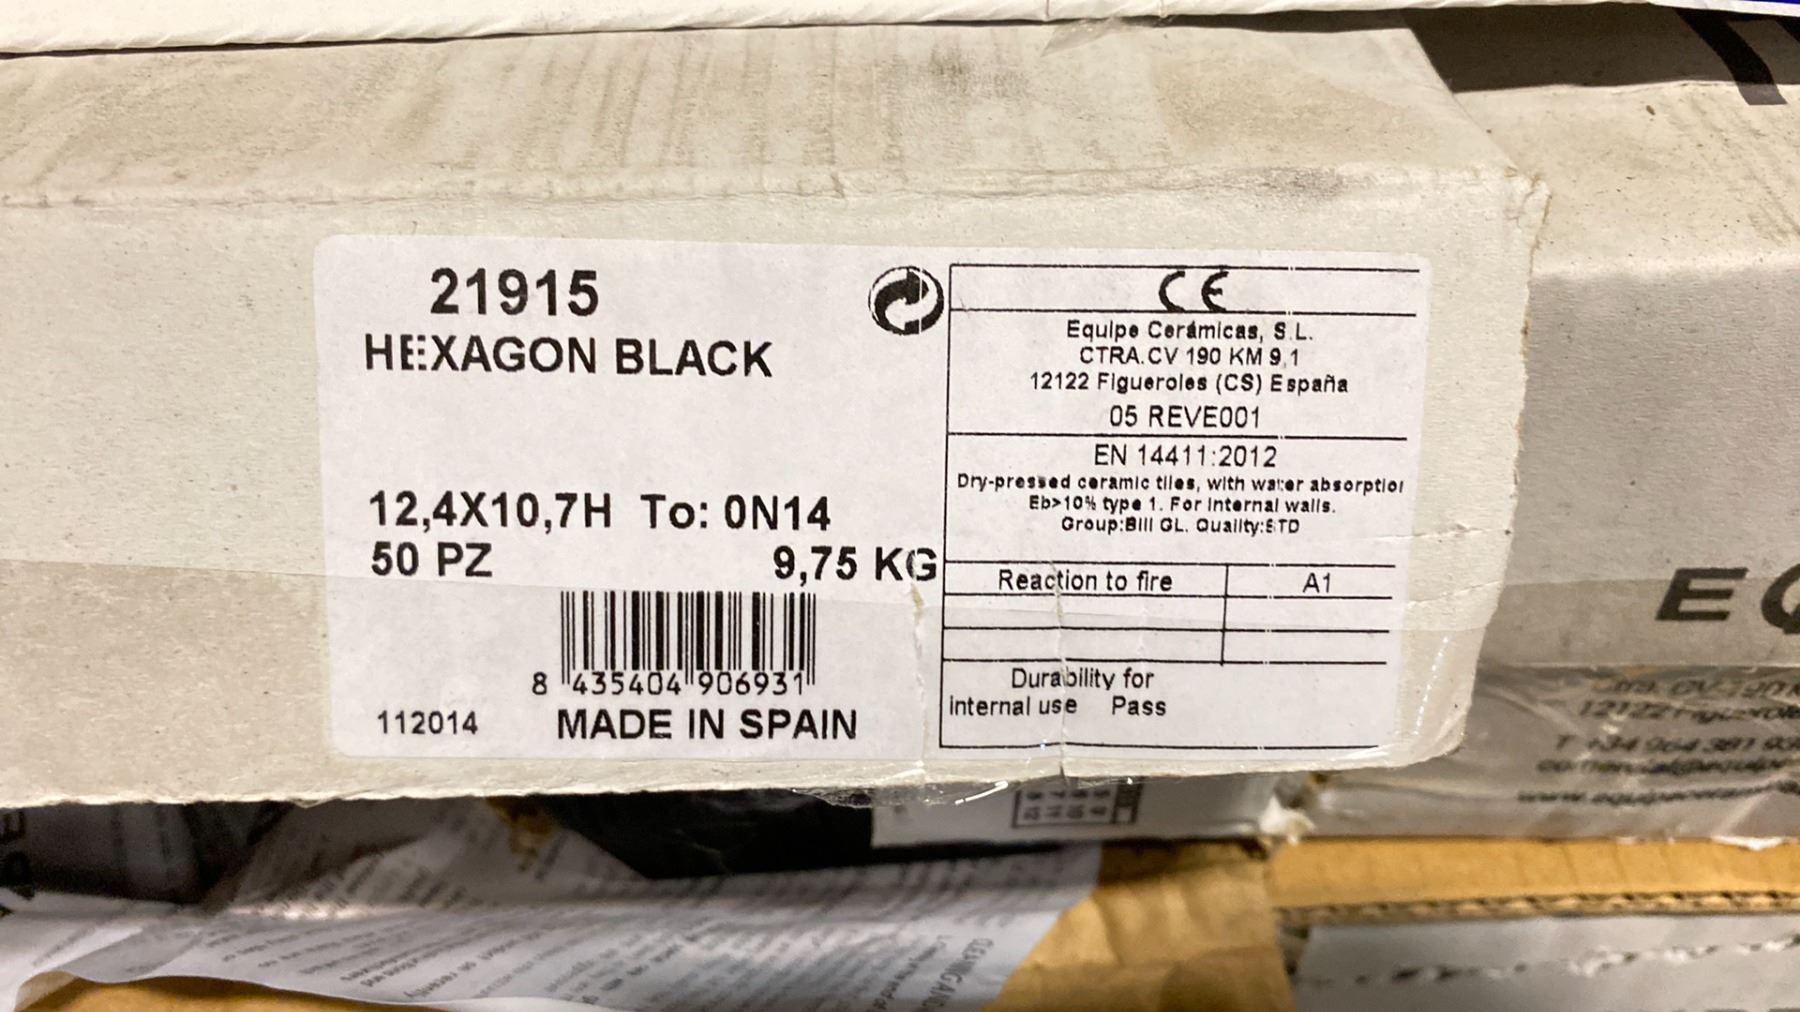 21915
HEXAGON BLACK
12,4X10,7H To: 0N14
50 PZ 9,75 KG
8 435404 906931
112014 MADE IN SPAIN
CE
Equipe Cerámicas, S.L.
CTRA.CV 190 KM 9,1
12122 Figueroles (CS) España
05 REVE001
EN 14411:2012
Dry-pressed ceramic tiles, with water absorption
Eb>10% type 1. For internal walls.
Group:BIII GL. Quality:STD
Reaction to fire A1
Durability for
internal use Pass
EQ